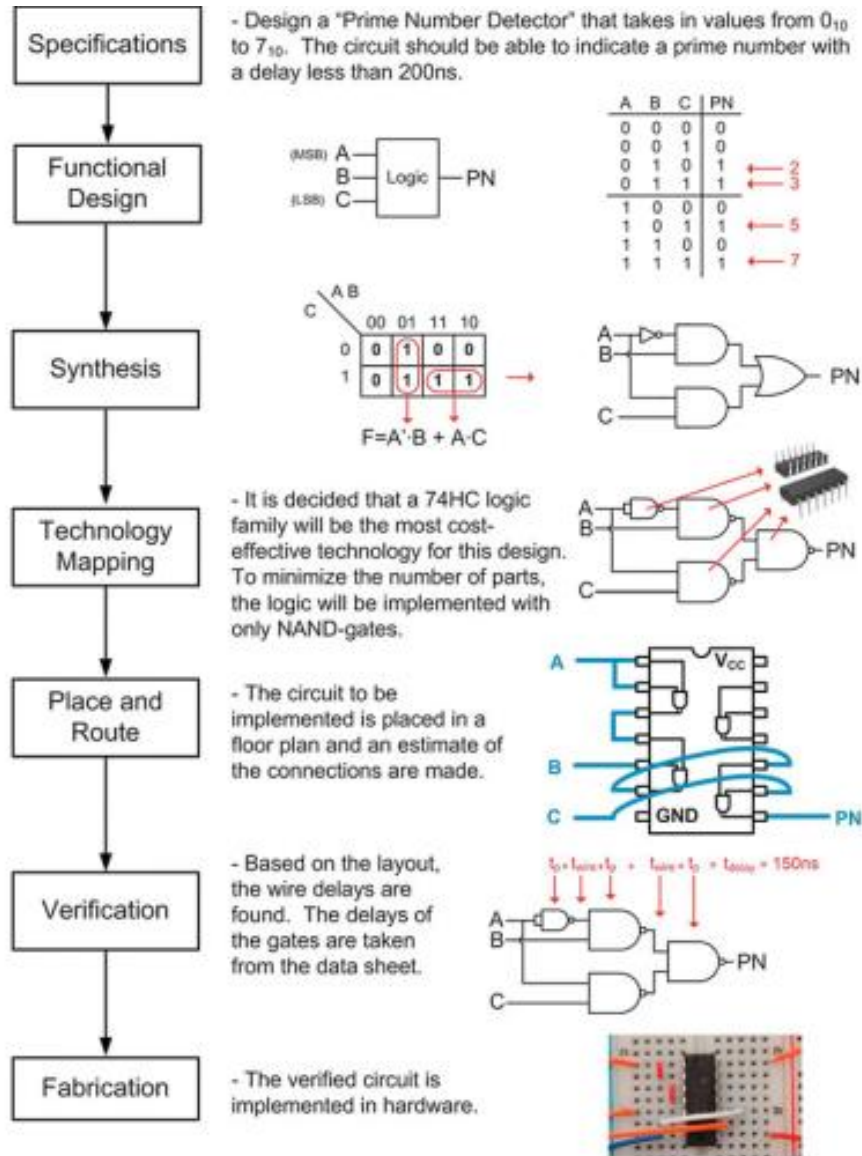 Specifications
- Design a “Prime Number Detector” that takes in values from 0₁₀
to 7₁₀. The circuit should be able to indicate a prime number with
a delay less than 200ns.
Functional
Design
(MSB) A
B
(LSB) C
Logic
PN
A B C PN
0 0 0 0
0 0 1 0
0 1 0 1 2
0 1 1 1 3
1 0 0 0
1 0 1 1 5
1 1 0 0
1 1 1 1 7
Synthesis
A B
C
00 01 11 10
0 0 1 0 0
1 0 1 1 1
F=A'·B + A·C
A
B
C
PN
Technology
Mapping
- It is decided that a 74HC logic
family will be the most cost-
effective technology for this design.
To minimize the number of parts,
the logic will be implemented with
only NAND-gates.
A
B
C
PN
Place and
Route
- The circuit to be
implemented is placed in a
floor plan and an estimate of
the connections are made.
A
B
C
VCC
GND
PN
Verification
- Based on the layout,
the wire delays are
found. The delays of
the gates are taken
from the data sheet.
+ twire + + twire + = tdelay = 150ns
A
B
C
PN
Fabrication
- The verified circuit is
implemented in hardware.